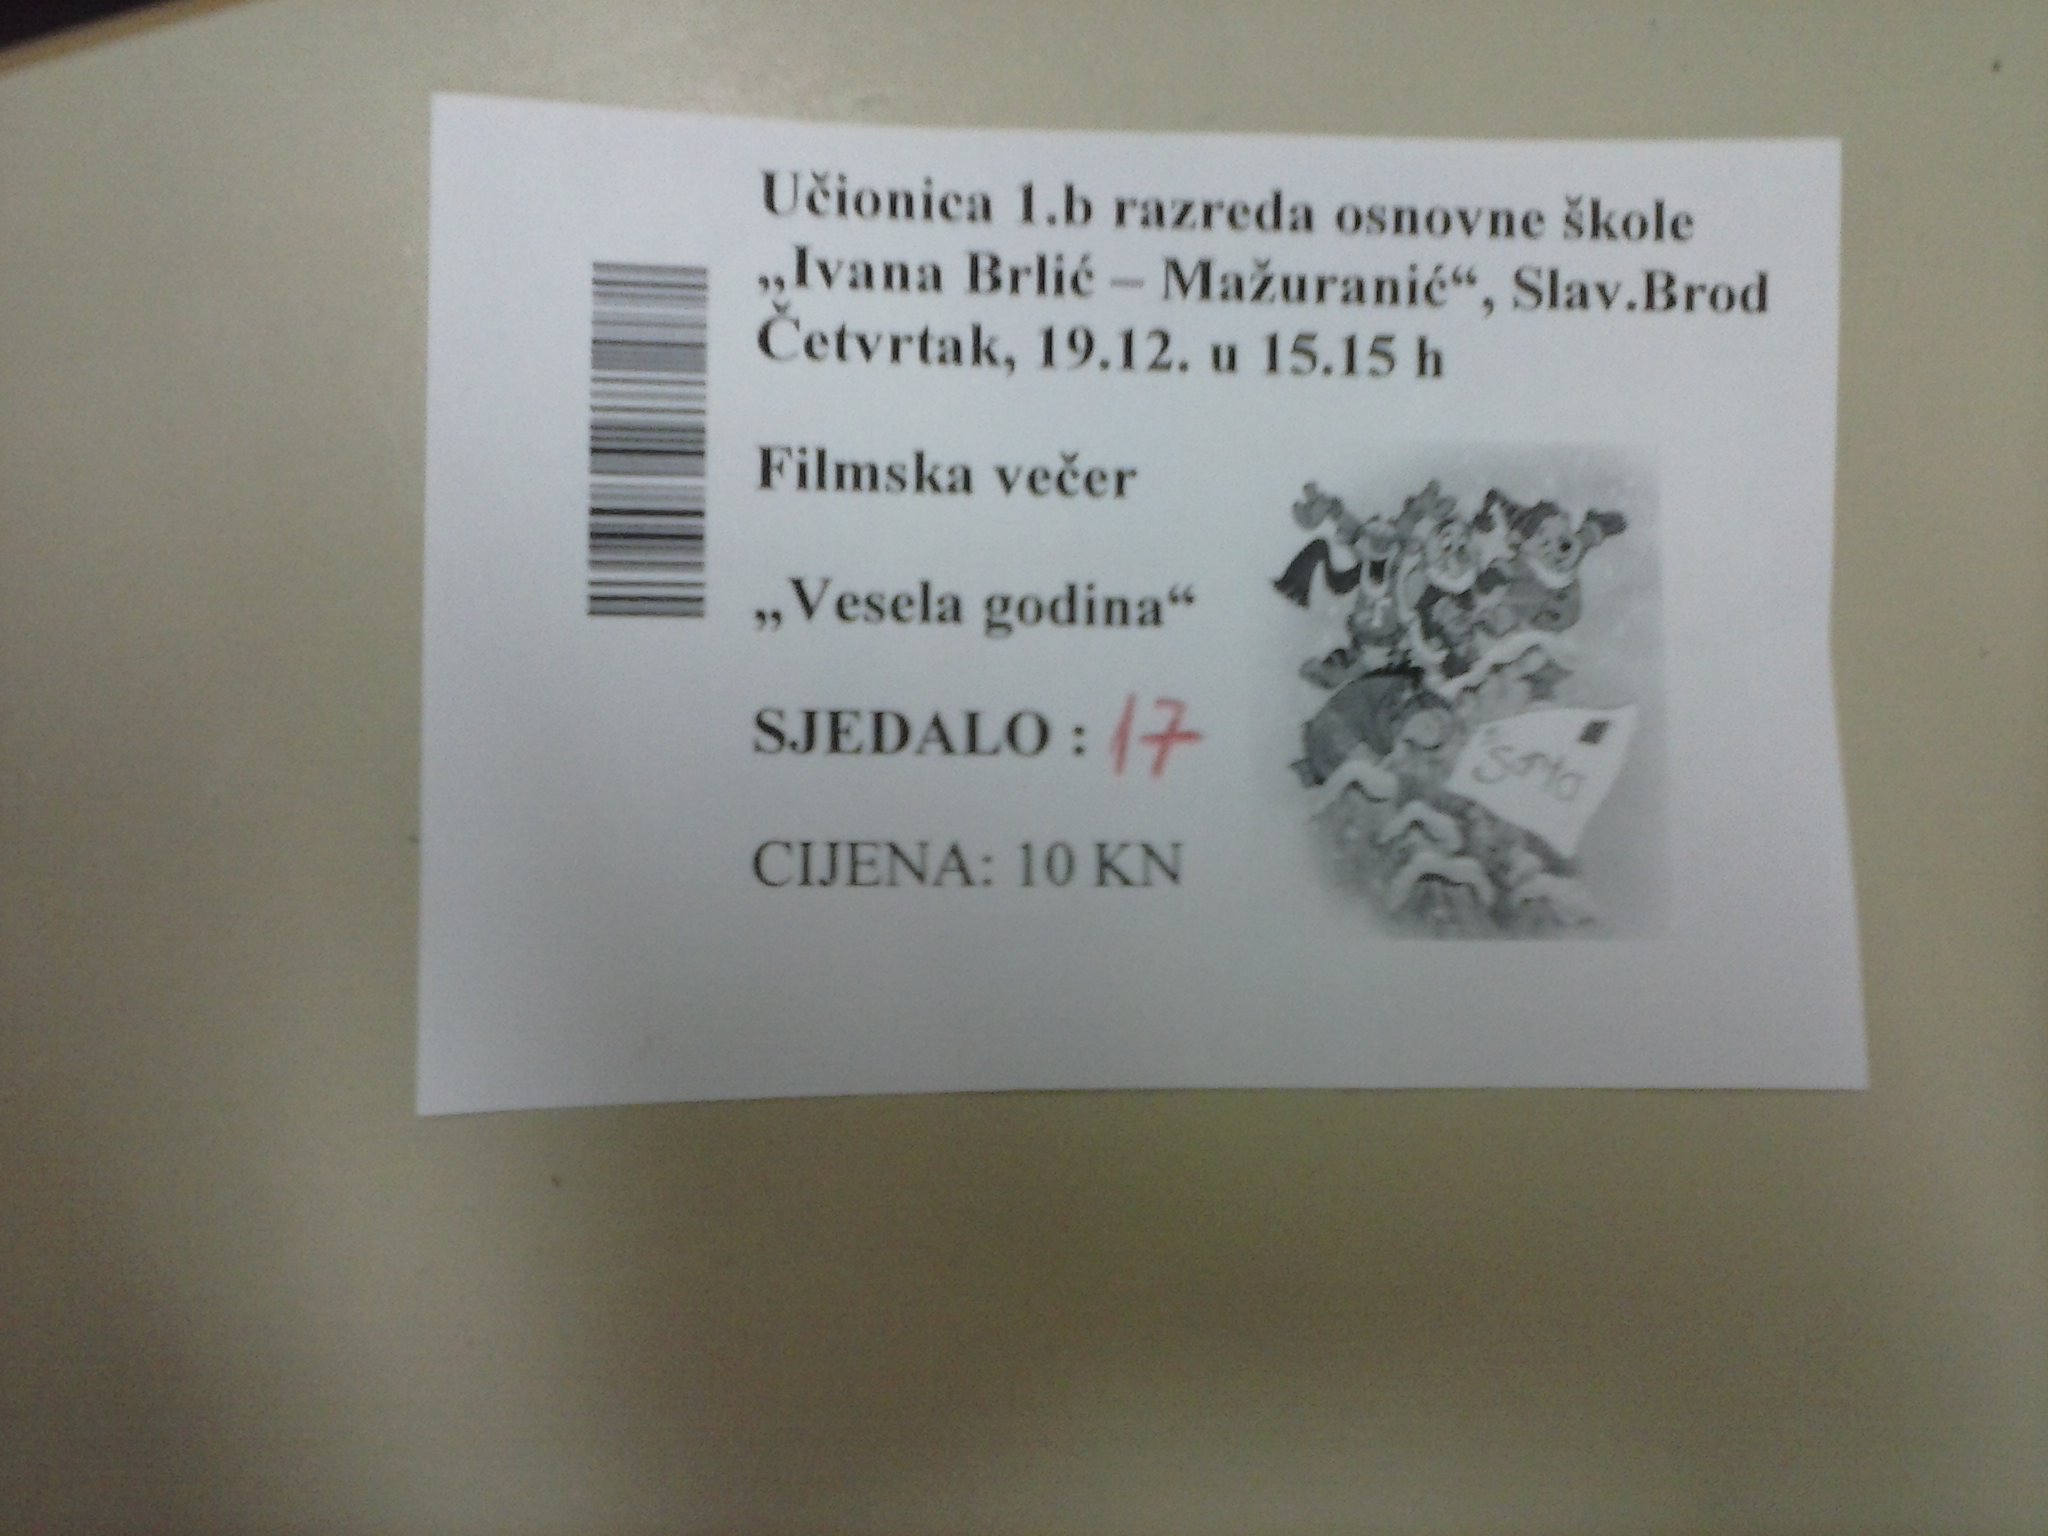 Učionica 1.b razreda osnovne škole
„Ivana Brlić – Mažuranić“, Slav.Brod
Četvrtak, 19.12. u 15.15 h
Filmska večer
„Vesela godina“
SJEDALO : 17
CIJENA: 10 KN
Santa